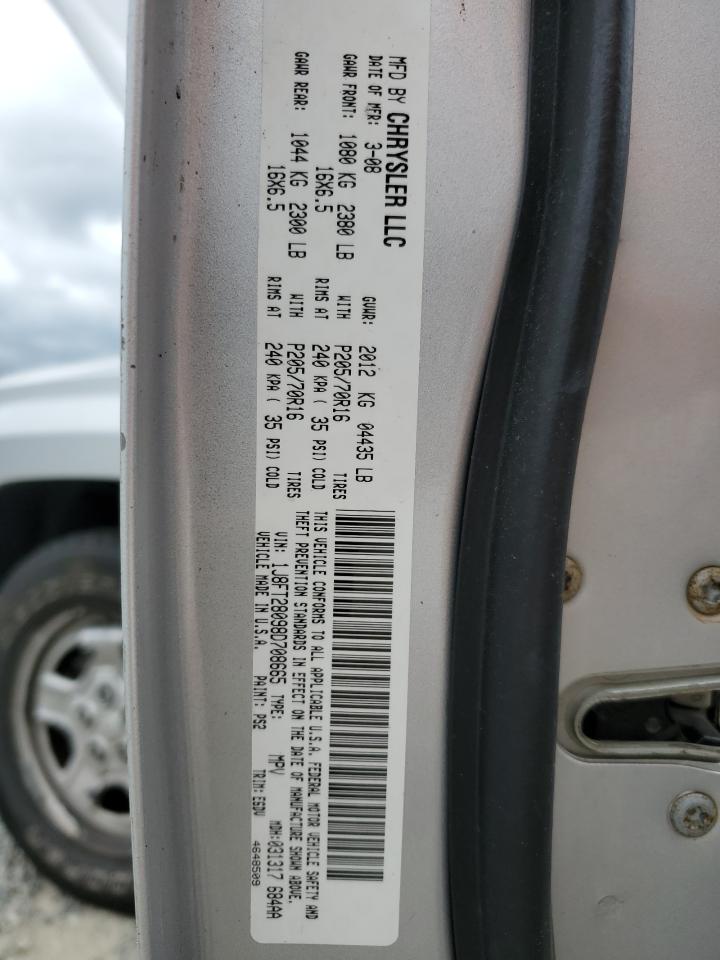 MFD BY CHRYSLER LLC
DATE OF MFR: 3-08 GVWR: 2012 KG 04435 LB
GAWR FRONT: 1080 KG 2380 LB WITH P205/70R16 TIRES
16X6.5 RIMS AT 240 KPA ( 35 PSI) COLD
GAWR REAR: 1044 KG 2300 LB WITH P205/70R16 TIRES
16X6.5 RIMS AT 240 KPA ( 35 PSI) COLD
THIS VEHICLE CONFORMS TO ALL APPLICABLE U.S.A. FEDERAL MOTOR VEHICLE SAFETY AND
THEFT PREVENTION STANDARDS IN EFFECT ON THE DATE OF MANUFACTURE SHOWN ABOVE.
VIN: 1J8FT28098D708665 TYPE: MPV MDH:031317 684AA
VEHICLE MADE IN U.S.A. PAINT: PS2 TRIM: E6DV 4648509